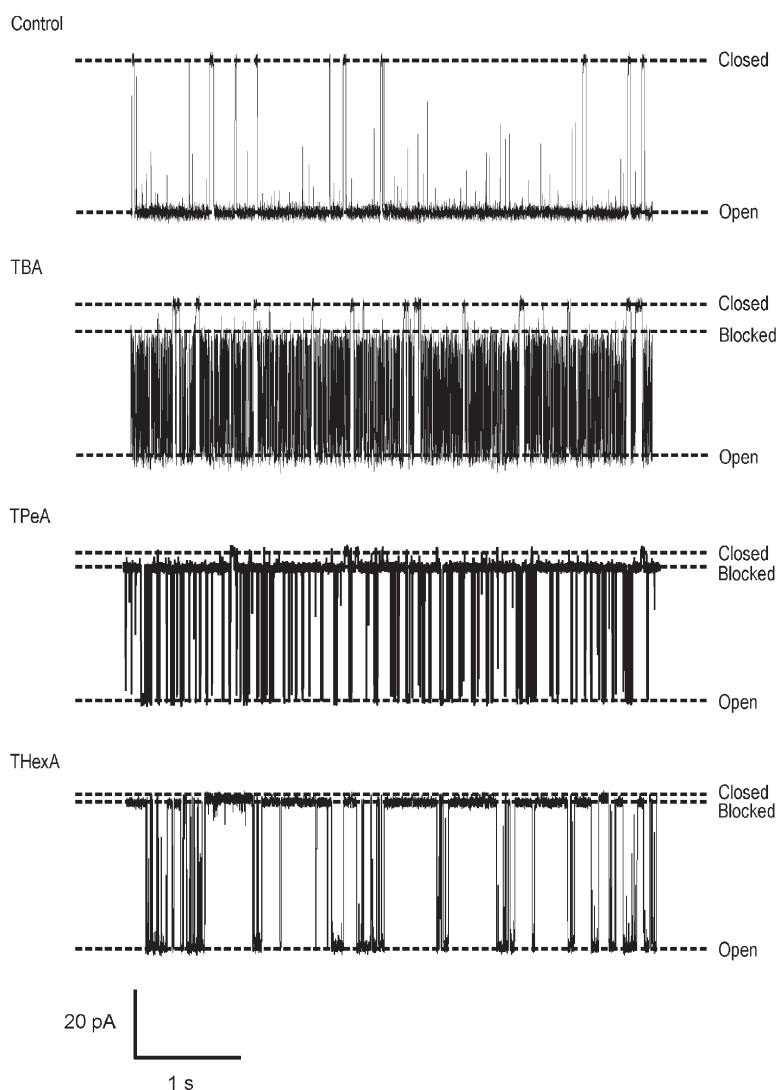 Control
Closed
Open
TBA
Closed
Blocked
Open
TPeA
Closed
Blocked
Open
THexA
Closed
Blocked
Open
20 pA
1 s